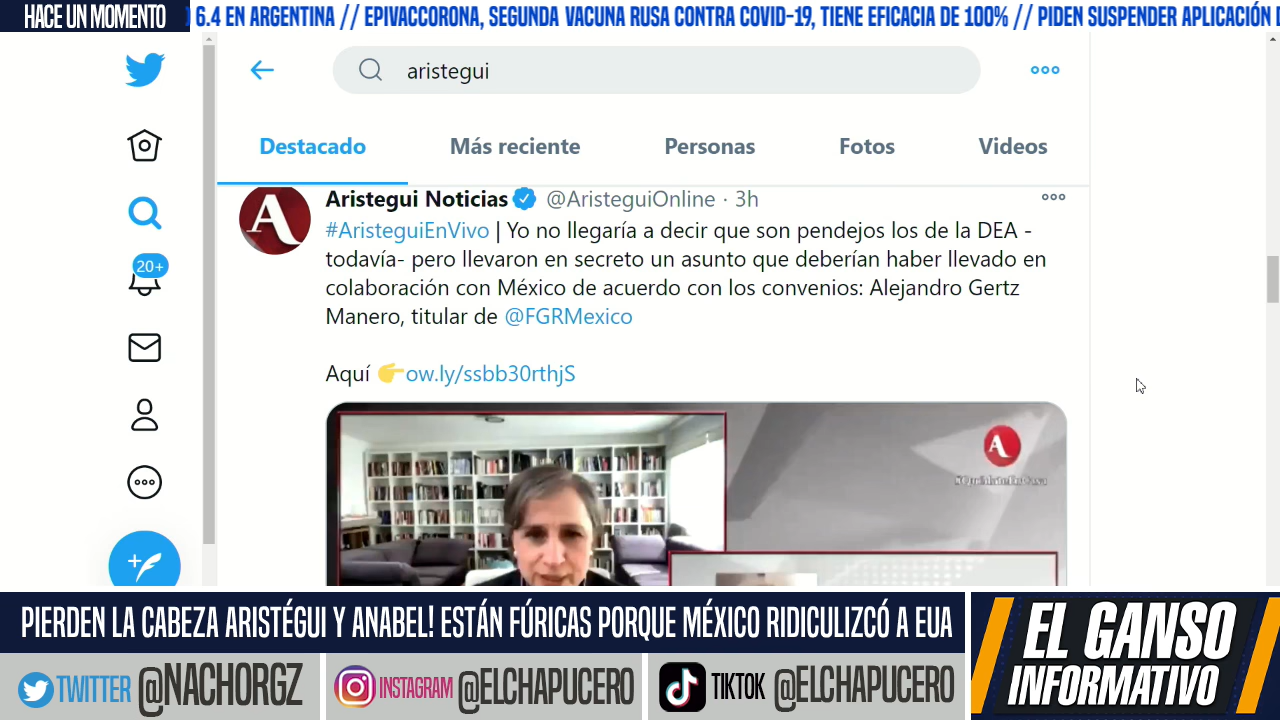 HACE UN MOMENTO
6.4 EN ARGENTINA // EPIVACCORONA, SEGUNDA VACUNA RUSA CONTRA COVID-19, TIENE EFICACIA DE 100% // PIDEN SUSPENDER APLICACIÓN
aristegui
Destacado Más reciente Personas Fotos Videos
Aristegui Noticias @AristeguiOnline · 3h
#AristeguiEnVivo | Yo no llegaría a decir que son pendejos los de la DEA -
todavía- pero llevaron en secreto un asunto que deberían haber llevado en
colaboración con México de acuerdo con los convenios: Alejandro Gertz
Manero, titular de @FGRMexico
20+
Aquí 👉ow.ly/ssbb30rthjS
A
A
#QuédateEnCasa
PIERDEN LA CABEZA ARISTÉGUI Y ANABEL! ESTÁN FÚRICAS PORQUE MÉXICO RIDICULIZCÓ A EUA
TWITTER @NACHORGZ INSTAGRAM @ELCHAPUCERO TIKTOK @ELCHAPUCERO
EL GANSO
INFORMATIVO